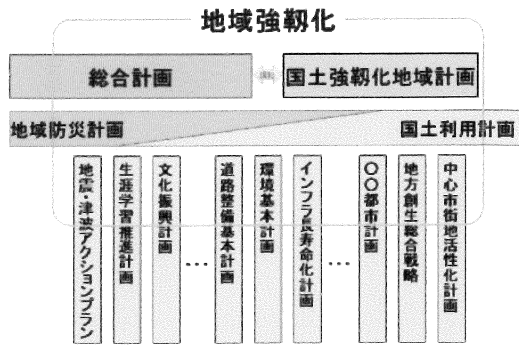 地域強靱化
総合計画
国土強靱化地域計画
地域防災計画
国土利用計画
地震・津波アクションプラン
生涯学習推進計画
文化振興計画
…
道路整備基本計画
環境基本計画
インフラ長寿命化計画
…
〇〇都市計画
地方創生総合戦略
中心市街地活性化計画